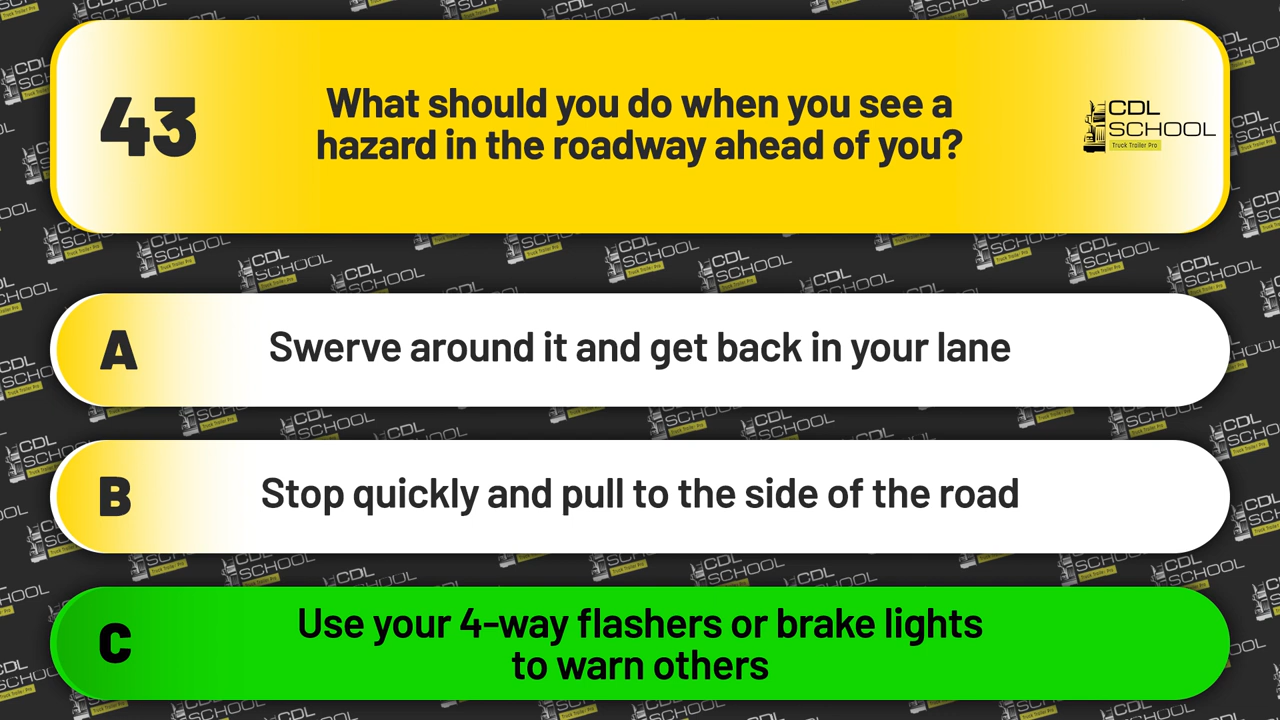 43
What should you do when you see a
hazard in the roadway ahead of you?
CDL
SCHOOL
Truck Trailer Pro
A
Swerve around it and get back in your lane
B
Stop quickly and pull to the side of the road
C
Use your 4-way flashers or brake lights
to warn others